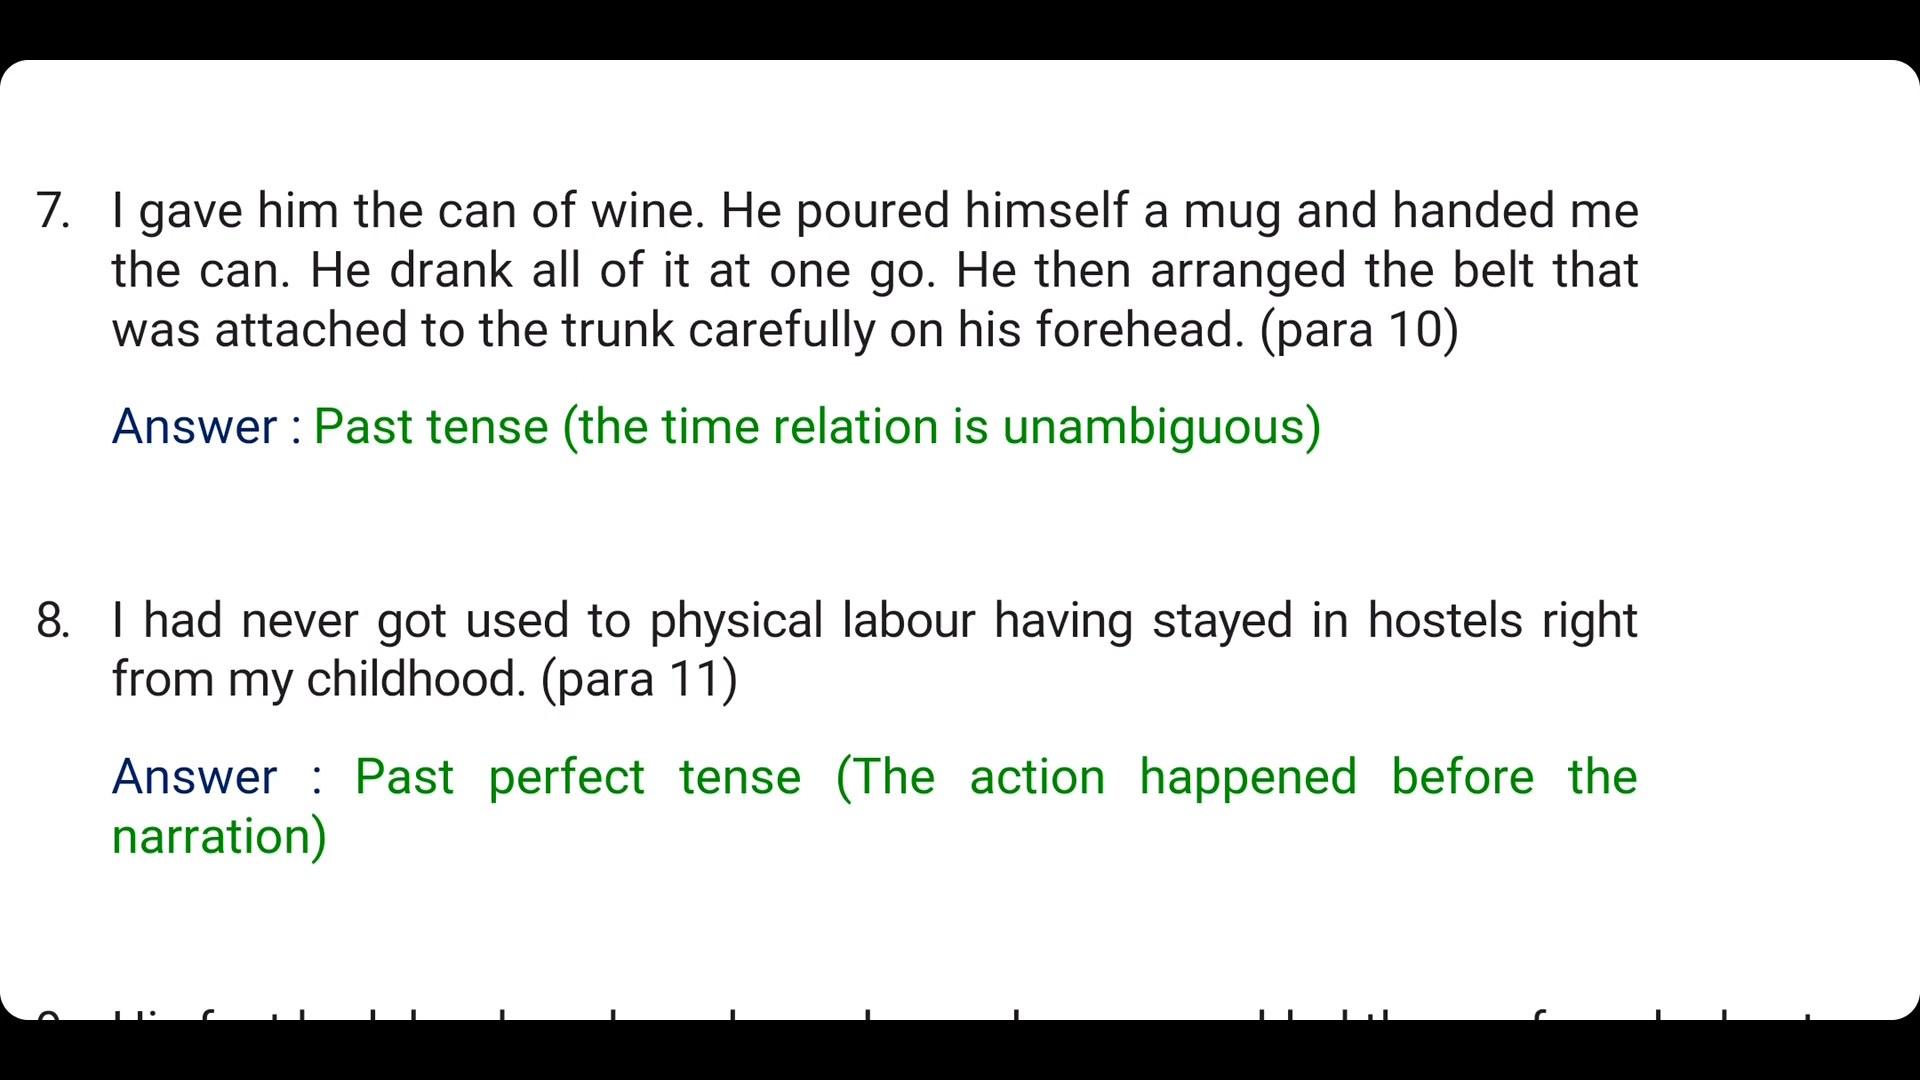 7. I gave him the can of wine. He poured himself a mug and handed me
the can. He drank all of it at one go. He then arranged the belt that
was attached to the trunk carefully on his forehead. (para 10)
Answer : Past tense (the time relation is unambiguous)
8. I had never got used to physical labour having stayed in hostels right
from my childhood. (para 11)
Answer : Past perfect tense (The action happened before the
narration)